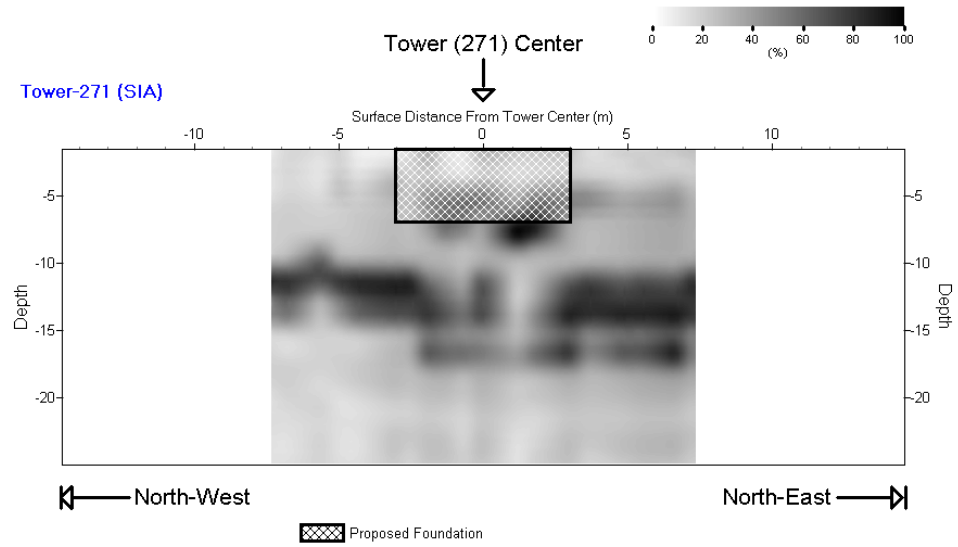 0 20 40 60 80 100
(%)
Tower (271) Center
Tower-271 (SIA)
Surface Distance From Tower Center (m)
-10 -5 0 5 10
-5 -5
-10 -10
Depth Depth
-15 -15
-20 -20
North-West North-East
Proposed Foundation